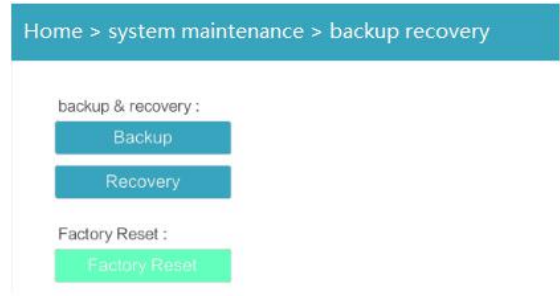 Home > system maintenance > backup recovery
backup & recovery :
Backup
Recovery
Factory Reset :
Factory Reset